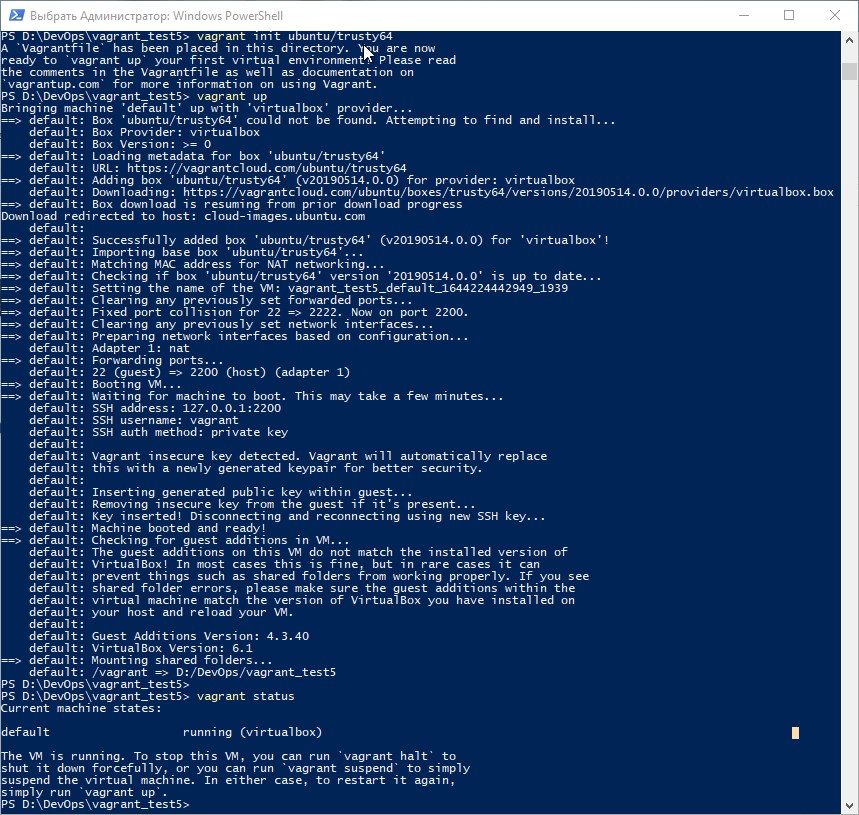 Выбрать Администратор: Windows PowerShell
PS D:\DevOps\vagrant_test5> vagrant init ubuntu/trusty64
A `Vagrantfile` has been placed in this directory. You are now
ready to `vagrant up` your first virtual environment! Please read
the comments in the Vagrantfile as well as documentation on
`vagrantup.com` for more information on using Vagrant.
PS D:\DevOps\vagrant_test5> vagrant up
Bringing machine 'default' up with 'virtualbox' provider...
==> default: Box 'ubuntu/trusty64' could not be found. Attempting to find and install...
    default: Box Provider: virtualbox
    default: Box Version: >= 0
==> default: Loading metadata for box 'ubuntu/trusty64'
    default: URL: https://vagrantcloud.com/ubuntu/trusty64
==> default: Adding box 'ubuntu/trusty64' (v20190514.0.0) for provider: virtualbox
    default: Downloading: https://vagrantcloud.com/ubuntu/boxes/trusty64/versions/20190514.0.0/providers/virtualbox.box
==> default: Box download is resuming from prior download progress
Download redirected to host: cloud-images.ubuntu.com
    default:
==> default: Successfully added box 'ubuntu/trusty64' (v20190514.0.0) for 'virtualbox'!
==> default: Importing base box 'ubuntu/trusty64'...
==> default: Matching MAC address for NAT networking...
==> default: Checking if box 'ubuntu/trusty64' version '20190514.0.0' is up to date...
==> default: Setting the name of the VM: vagrant_test5_default_1644224442949_1939
==> default: Clearing any previously set forwarded ports...
==> default: Fixed port collision for 22 => 2222. Now on port 2200.
==> default: Clearing any previously set network interfaces...
==> default: Preparing network interfaces based on configuration...
    default: Adapter 1: nat
==> default: Forwarding ports...
    default: 22 (guest) => 2200 (host) (adapter 1)
==> default: Booting VM...
==> default: Waiting for machine to boot. This may take a few minutes...
    default: SSH address: 127.0.0.1:2200
    default: SSH username: vagrant
    default: SSH auth method: private key
    default:
    default: Vagrant insecure key detected. Vagrant will automatically replace
    default: this with a newly generated keypair for better security.
    default:
    default: Inserting generated public key within guest...
    default: Removing insecure key from the guest if it's present...
    default: Key inserted! Disconnecting and reconnecting using new SSH key...
==> default: Machine booted and ready!
==> default: Checking for guest additions in VM...
    default: The guest additions on this VM do not match the installed version of
    default: VirtualBox! In most cases this is fine, but in rare cases it can
    default: prevent things such as shared folders from working properly. If you see
    default: shared folder errors, please make sure the guest additions within the
    default: virtual machine match the version of VirtualBox you have installed on
    default: your host and reload your VM.
    default:
    default: Guest Additions Version: 4.3.40
    default: VirtualBox Version: 6.1
==> default: Mounting shared folders...
    default: /vagrant => D:/DevOps/vagrant_test5
PS D:\DevOps\vagrant_test5>
PS D:\DevOps\vagrant_test5> vagrant status
Current machine states:
default                   running (virtualbox)
The VM is running. To stop this VM, you can run `vagrant halt` to
shut it down forcefully, or you can run `vagrant suspend` to simply
suspend the virtual machine. In either case, to restart it again,
simply run `vagrant up`.
PS D:\DevOps\vagrant_test5>